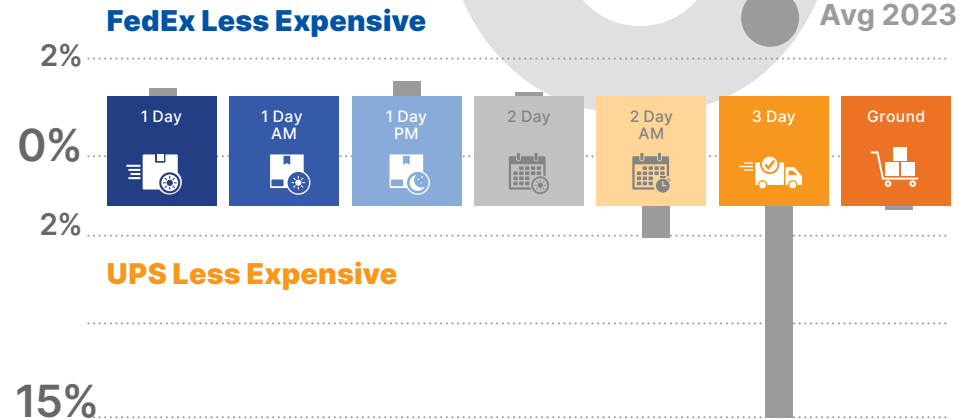 FedEx Less Expensive
Avg 2023
2%
1 Day
1 Day
AM
1 Day
PM
2 Day
2 Day
AM
3 Day
Ground
0%
2%
UPS Less Expensive
15%